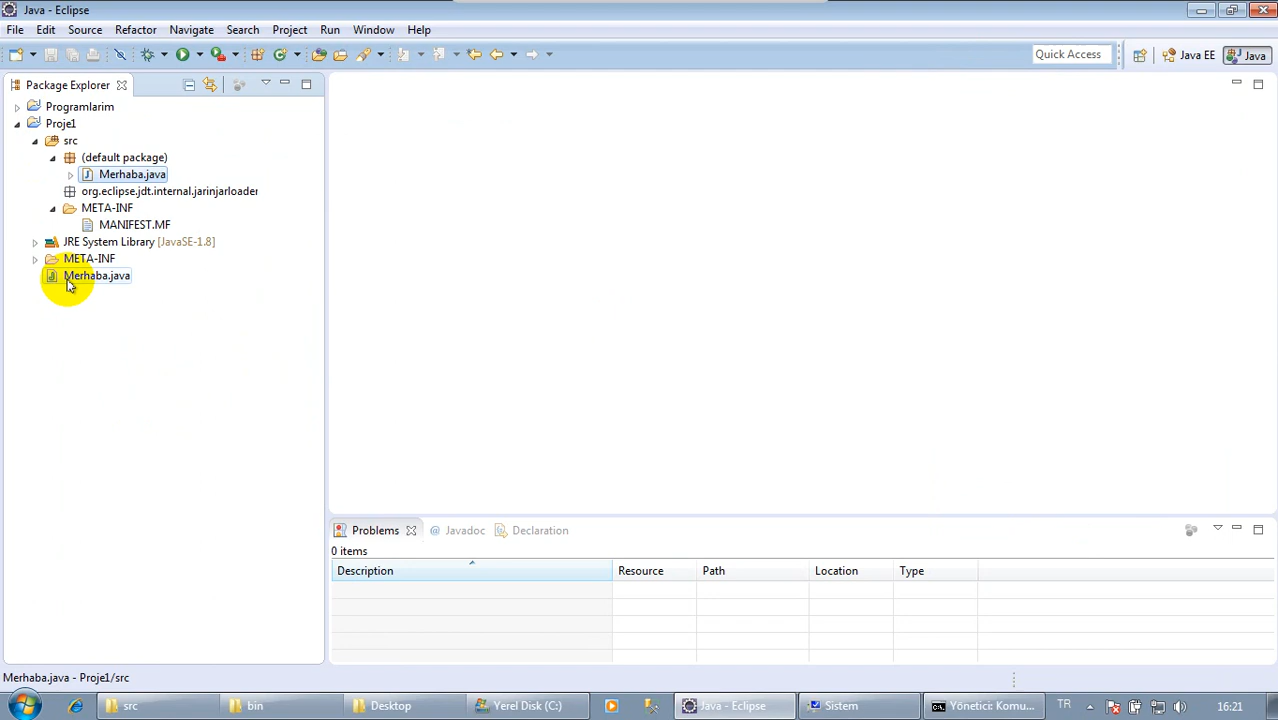 Java - Eclipse
File Edit Source Refactor Navigate Search Project Run Window Help
Quick Access Java EE Java
Package Explorer
Programlarim
Proje1
src
(default package)
Merhaba.java
org.eclipse.jdt.internal.jarinjarloader
META-INF
MANIFEST.MF
JRE System Library [JavaSE-1.8]
META-INF
Merhaba.java
Problems @ Javadoc Declaration
0 items
Description Resource Path Location Type
Merhaba.java - Proje1/src
src bin Desktop Yerel Disk (C:) Java - Eclipse Sistem Yönetici: Komu... TR 16:21